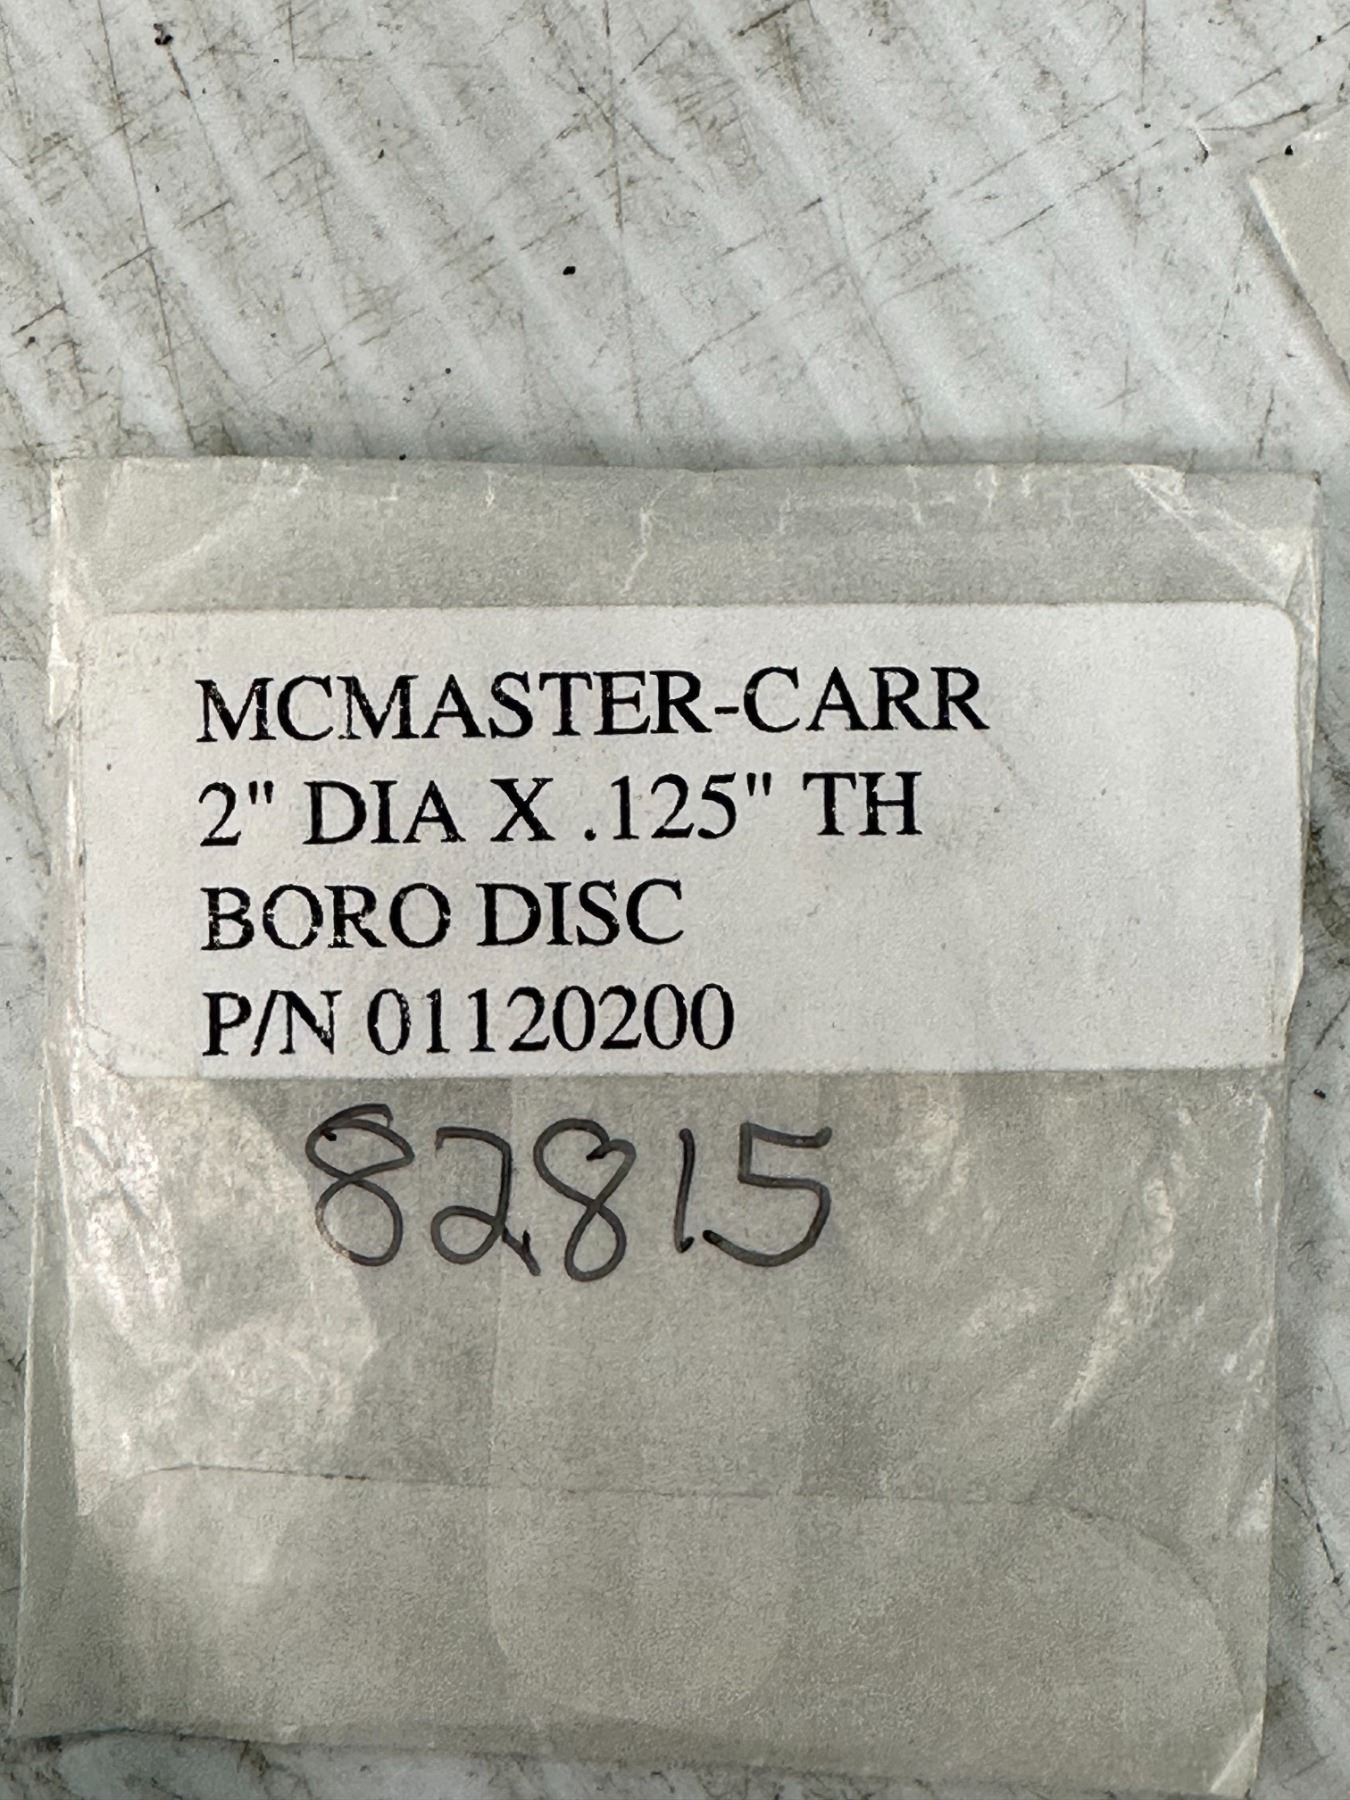 MCMASTER-CARR
2" DIA X .125" TH
BORO DISC
P/N 01120200
82815